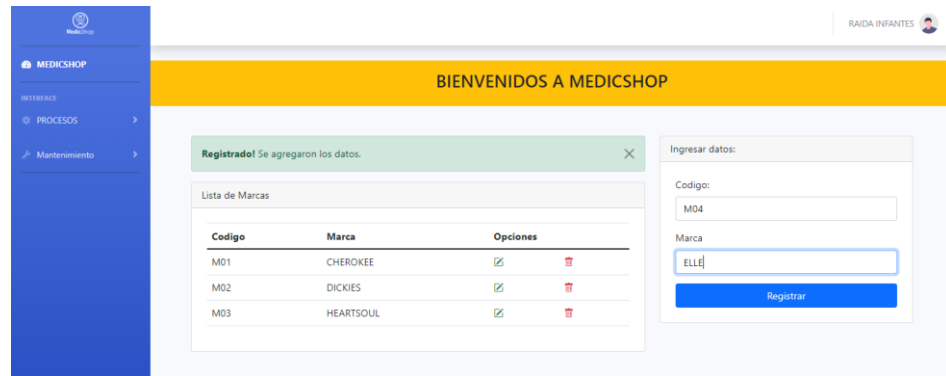 MedicShop
RAIDA INFANTES
MEDICSHOP
INTERFACE
PROCESOS
Mantenimiento
BIENVENIDOS A MEDICSHOP
Registrado! Se agregaron los datos.
Lista de Marcas
Codigo Marca Opciones
M01 CHEROKEE
M02 DICKIES
M03 HEARTSOUL
Ingresar datos:
Codigo:
M04
Marca
ELLE
Registrar